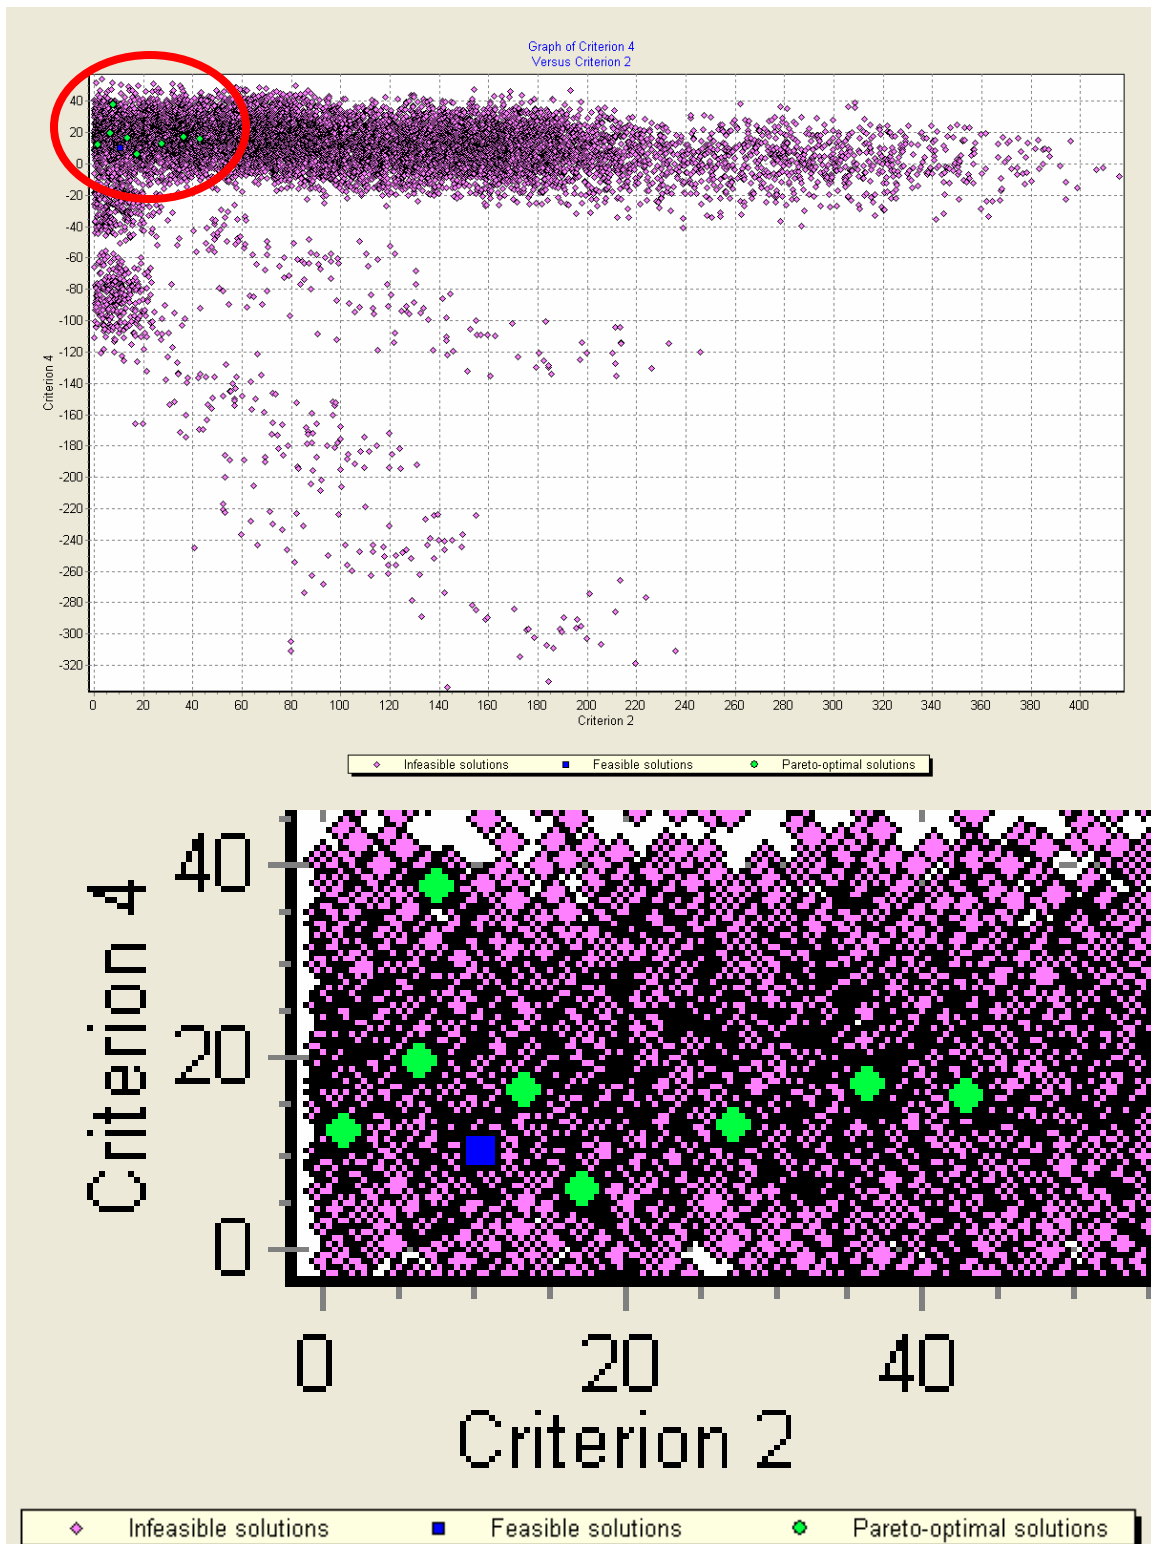 Graph of Criterion 4
Versus Criterion 2
40
20
0
-20
-40
-60
-80
-100
-120
-140
-160
-180
-200
-220
-240
-260
-280
-300
-320
Criterion 4
0 20 40 60 80 100 120 140 160 180 200 220 240 260 280 300 320 340 360 380 400
Criterion 2
Infeasible solutions Feasible solutions Pareto-optimal solutions
40
20
0
Criterion 4
0 20 40
Criterion 2
Infeasible solutions Feasible solutions Pareto-optimal solutions